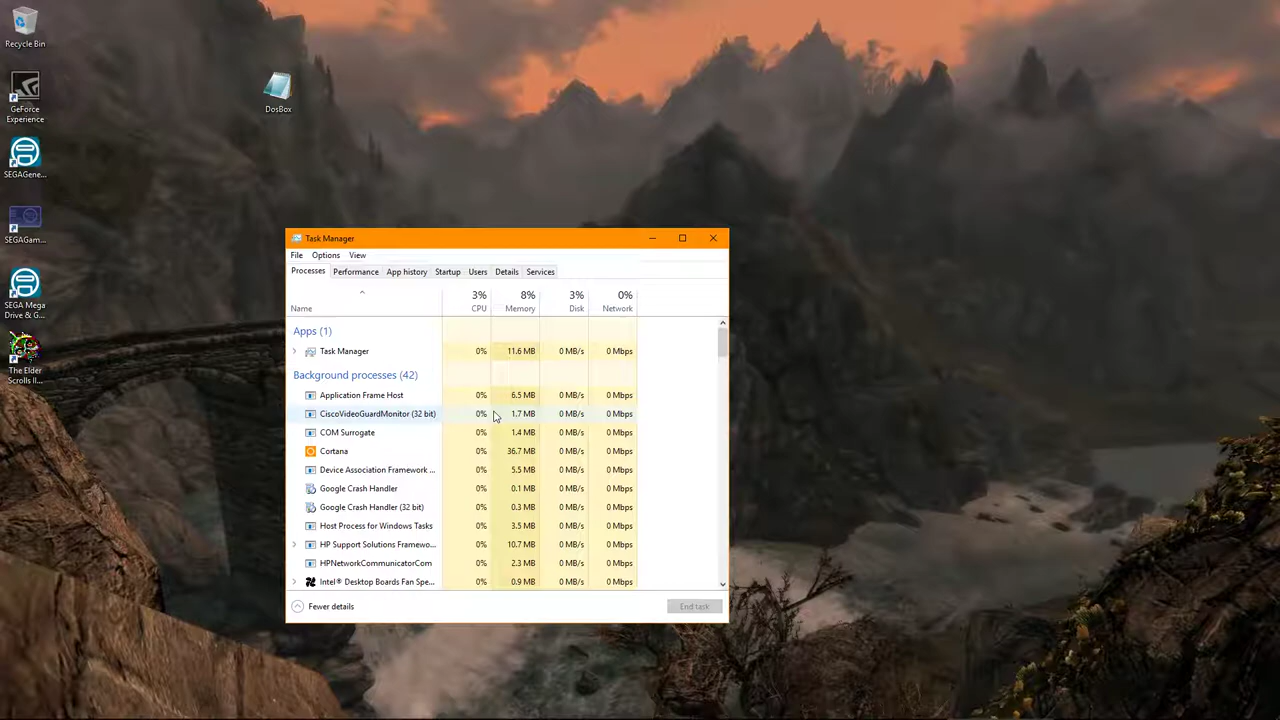 Recycle Bin
GeForce
Experience
SEGAGene...
SEGAGam...
SEGA Mega
Drive & G...
The Elder
Scrolls II...
DosBox
Task Manager
File Options View
Processes Performance App history Startup Users Details Services
3% 8% 3% 0%
Name CPU Memory Disk Network
Apps (1)
Task Manager 0% 11.6 MB 0 MB/s 0 Mbps
Background processes (42)
Application Frame Host 0% 6.5 MB 0 MB/s 0 Mbps
CiscoVideoGuardMonitor (32 bit) 0% 1.7 MB 0 MB/s 0 Mbps
COM Surrogate 0% 1.4 MB 0 MB/s 0 Mbps
Cortana 0% 36.7 MB 0 MB/s 0 Mbps
Device Association Framework ... 0% 5.5 MB 0 MB/s 0 Mbps
Google Crash Handler 0% 0.1 MB 0 MB/s 0 Mbps
Google Crash Handler (32 bit) 0% 0.3 MB 0 MB/s 0 Mbps
Host Process for Windows Tasks 0% 3.5 MB 0 MB/s 0 Mbps
HP Support Solutions Framewo... 0% 10.7 MB 0 MB/s 0 Mbps
HPNetworkCommunicatorCom 0% 2.3 MB 0 MB/s 0 Mbps
Intel® Desktop Boards Fan Spe... 0% 0.9 MB 0 MB/s 0 Mbps
Fewer details End task